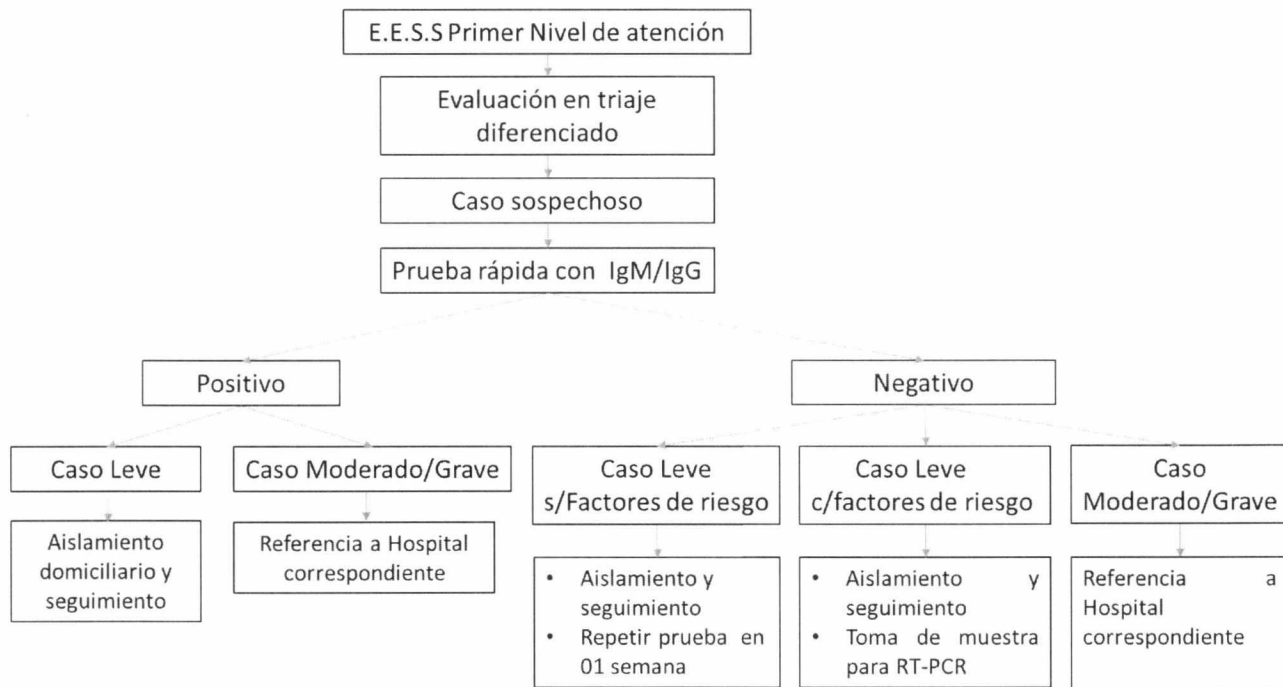 E.E.S.S Primer Nivel de atención
Evaluación en triaje
diferenciado
Caso sospechoso
Prueba rápida con IgM/IgG
Positivo
Negativo
Caso Leve
Caso Moderado/Grave
Caso Leve
s/Factores de riesgo
Caso Leve
c/factores de riesgo
Caso
Moderado/Grave
Aislamiento
domiciliario y
seguimiento
Referencia a Hospital
correspondiente
• Aislamiento y
seguimiento
• Repetir prueba en
01 semana
• Aislamiento y
seguimiento
• Toma de muestra
para RT-PCR
Referencia a
Hospital
correspondiente